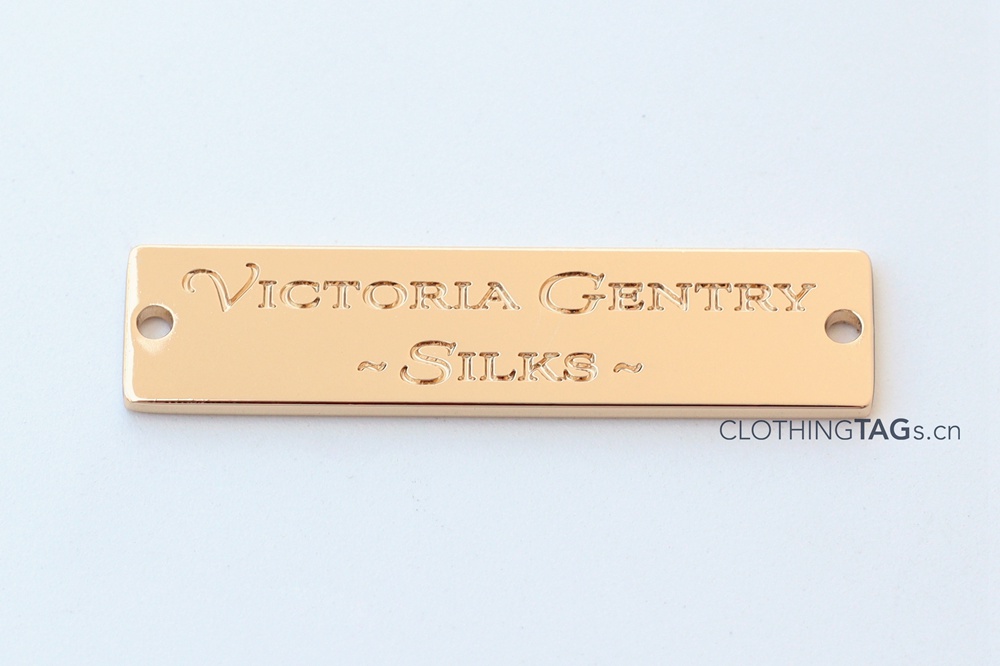 VICTORIA GENTRY
~ SILKS ~
CLOTHINGTAGs.cn